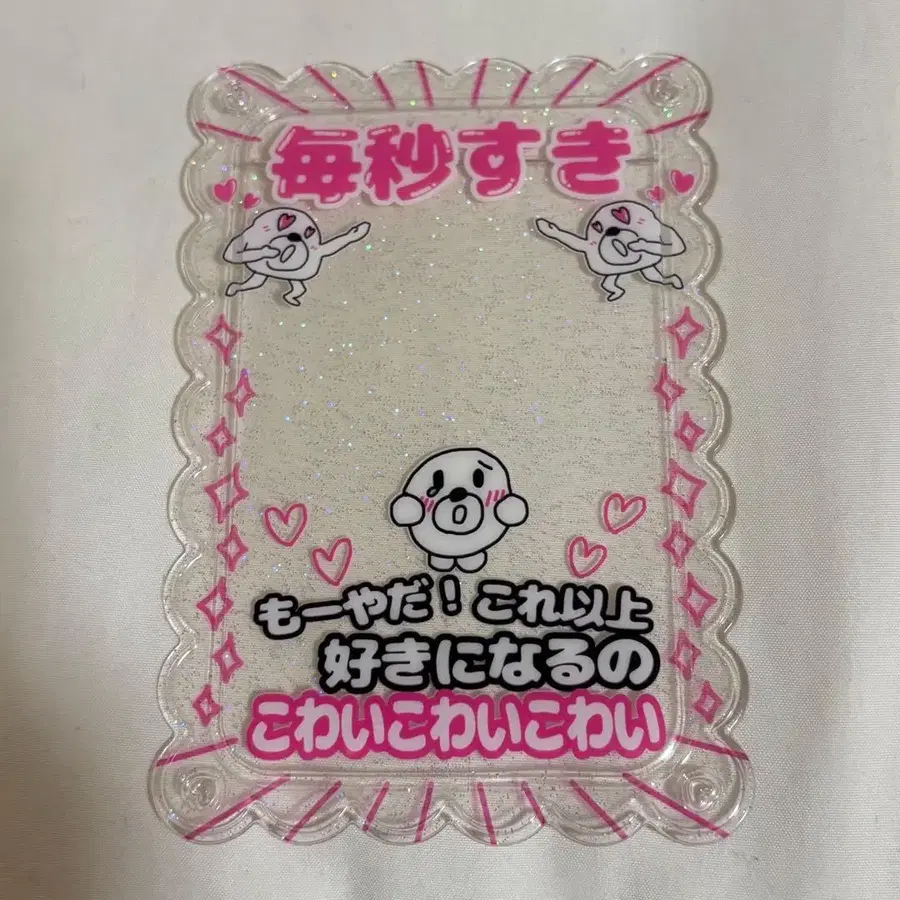 毎秒すき
もーやだ！これ以上
好きになるの
こわいこわいこわい